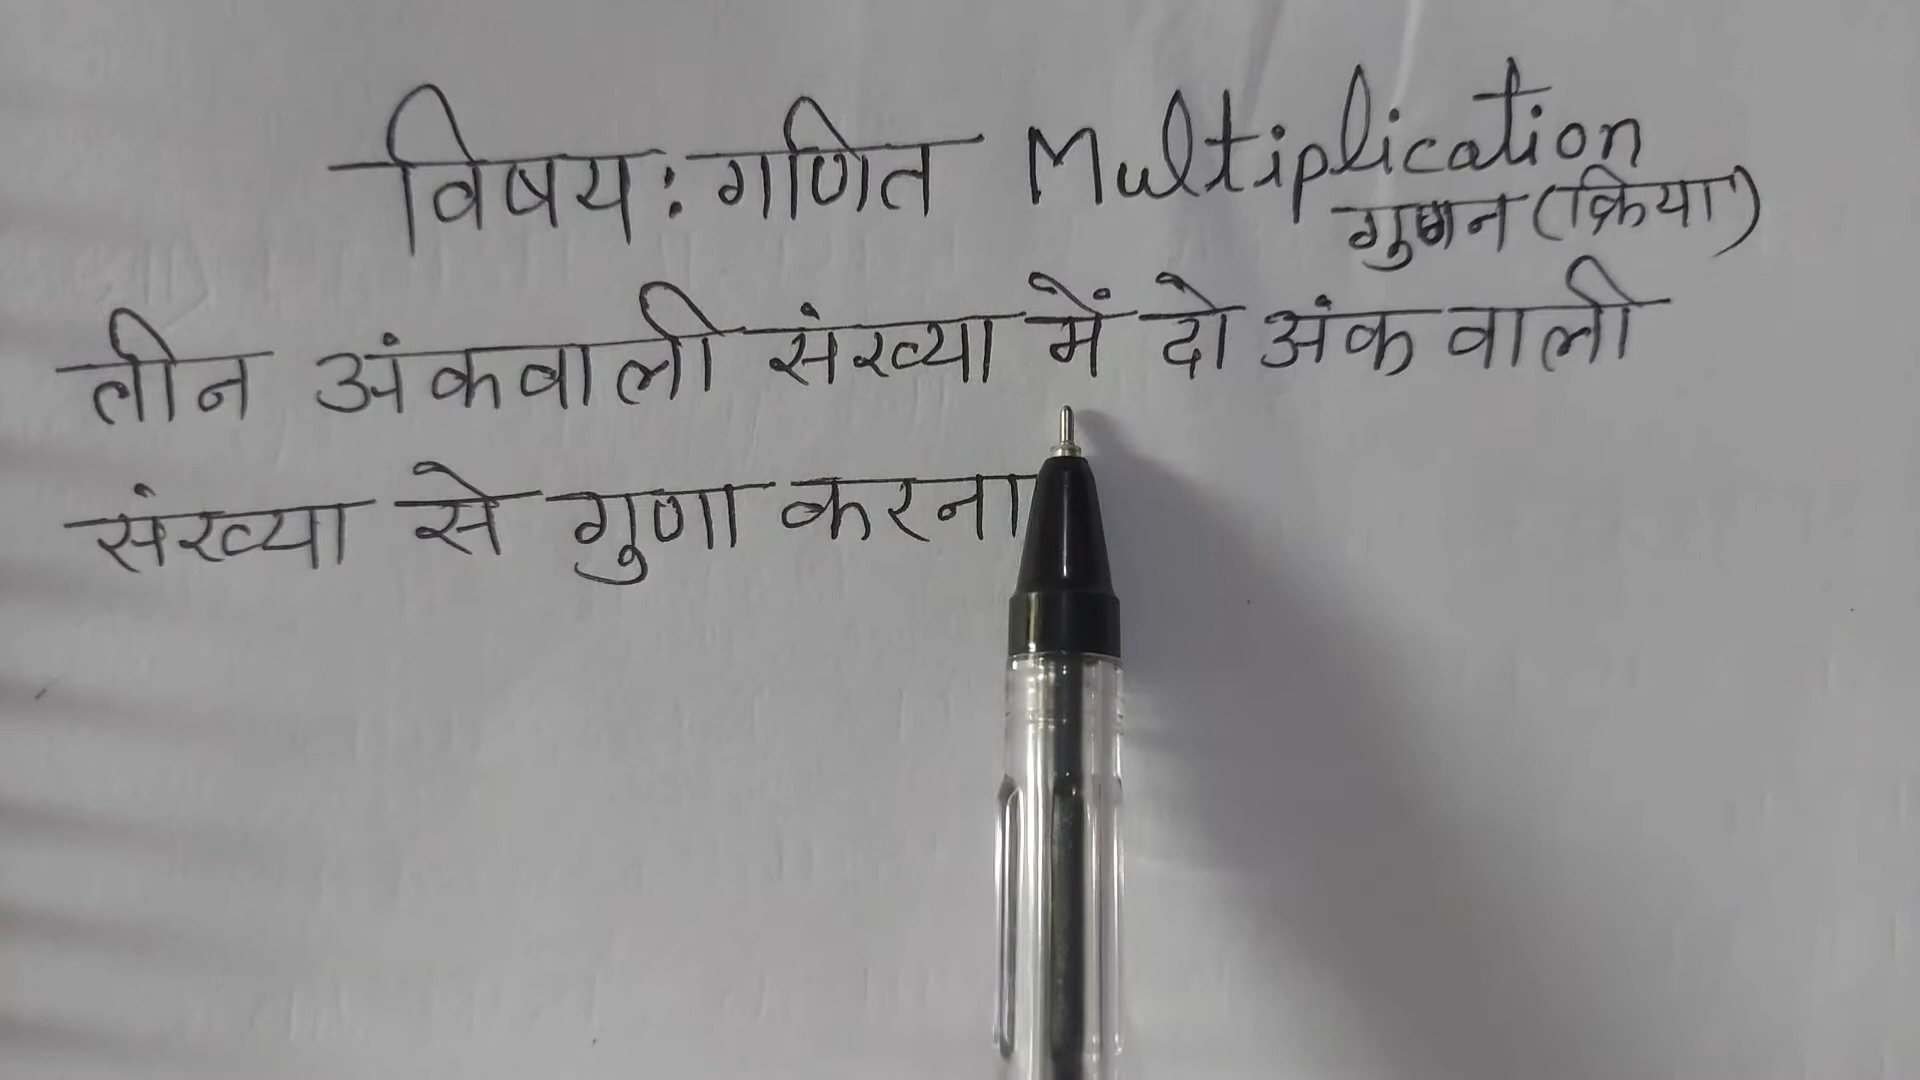 विषय: गणित Multiplication
गुणन (क्रिया)
तीन अंकवाली संख्या में दो अंक वाली
संख्या से गुणा करना